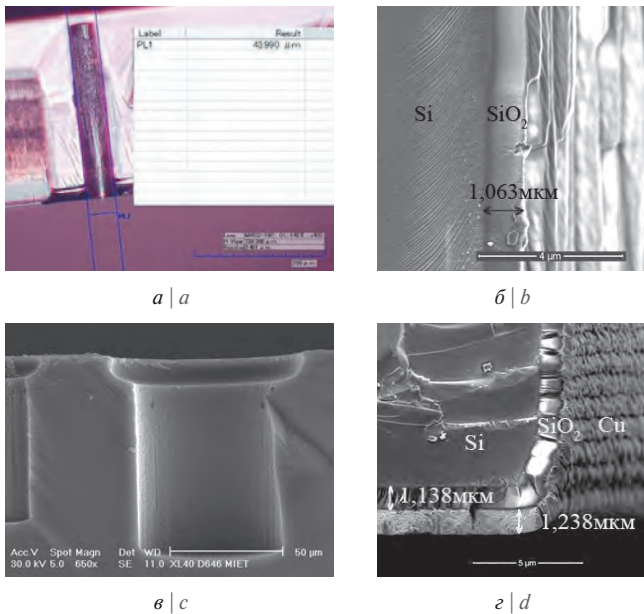 Label Result
PL1 43,990 µm
PL1
Si
SiO2
1,063мкм
4 µm
а | a
б | b
Si
SiO2
Cu
1,138мкм
1,238мкм
5 µm
Acc.V Spot Magn Det WD 50 µm
30.0 kV 5.0 650x SE 11.0 XL40 D646 MIET
в | c
г | d